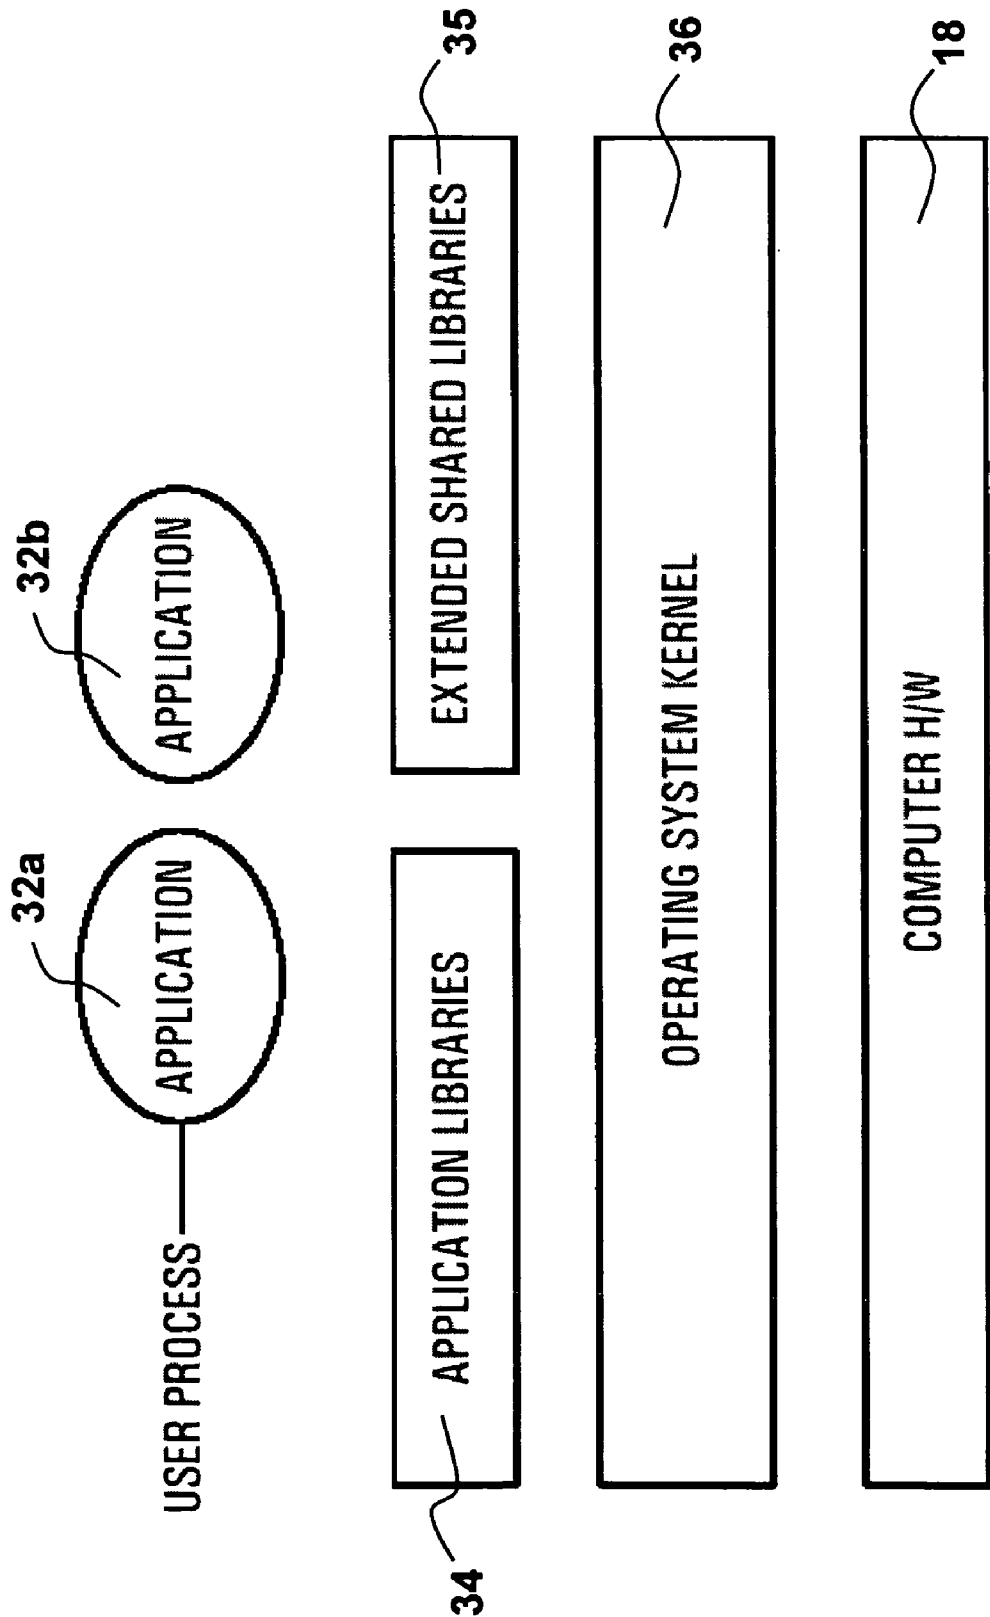 32a
32b
USER PROCESS
APPLICATION
APPLICATION
34
APPLICATION LIBRARIES
EXTENDED SHARED LIBRARIES
35
OPERATING SYSTEM KERNEL
36
COMPUTER H/W
18